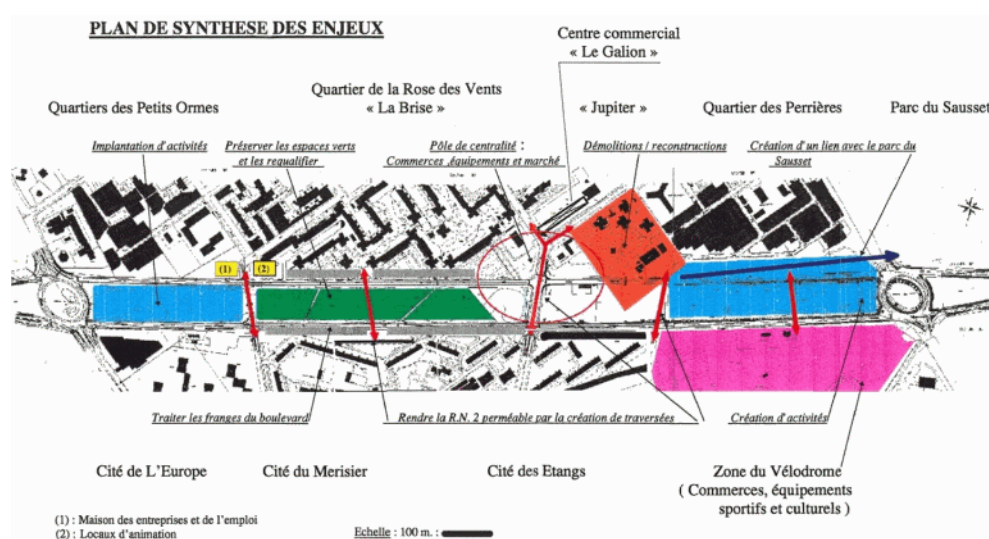 PLAN DE SYNTHESE DES ENJEUX
Centre commercial
« Le Galion »
Quartiers des Petits Ormes
Quartier de la Rose des Vents
« La Brise »
« Jupiter »
Quartier des Perrières
Parc du Sausset
Implantation d'activités
Préserver les espaces verts
et les requalifier
Pôle de centralité :
Commerces ,équipements et marché
Démolitions / reconstructions
Création d'un lien avec le parc du
Sausset
(1)
(2)
Traiter les franges du boulevard
Rendre la R.N. 2 perméable par la création de traversées
Création d'activités
Cité de L'Europe
Cité du Merisier
Cité des Etangs
Zone du Vélodrome
( Commerces, équipements
sportifs et culturels )
(1) : Maison des entreprises et de l'emploi
(2) : Locaux d'animation
Echelle : 100 m. :